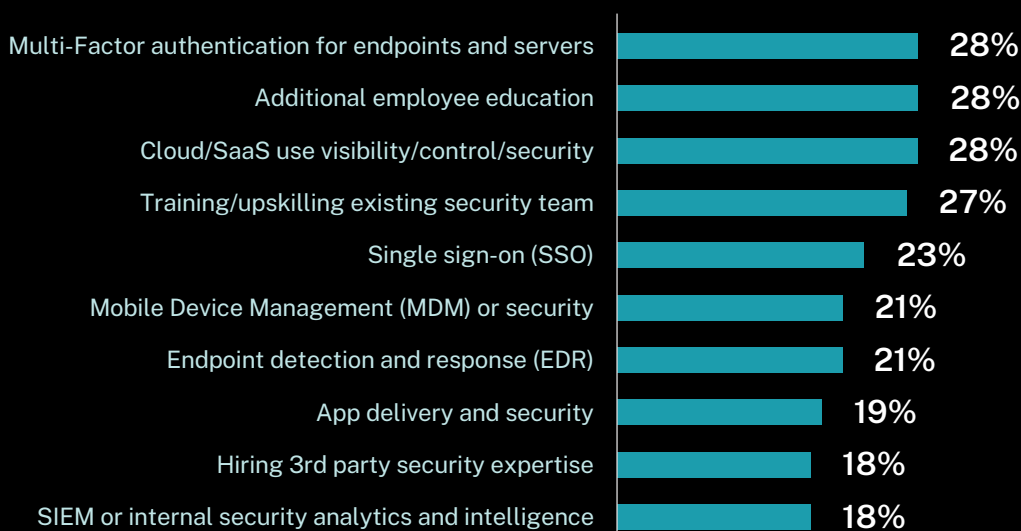 Multi-Factor authentication for endpoints and servers 28%
Additional employee education 28%
Cloud/SaaS use visibility/control/security 28%
Training/upskilling existing security team 27%
Single sign-on (SSO) 23%
Mobile Device Management (MDM) or security 21%
Endpoint detection and response (EDR) 21%
App delivery and security 19%
Hiring 3rd party security expertise 18%
SIEM or internal security analytics and intelligence 18%